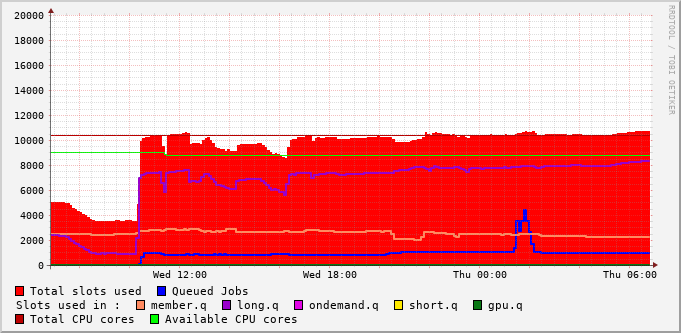 20000
18000
16000
14000
12000
10000
8000
6000
4000
2000
0
Wed 12:00 Wed 18:00 Thu 00:00 Thu 06:00
RRDTOOL / TOBI OETIKER
Total slots used Queued Jobs
Slots used in : member.q long.q ondemand.q short.q gpu.q
Total CPU cores Available CPU cores